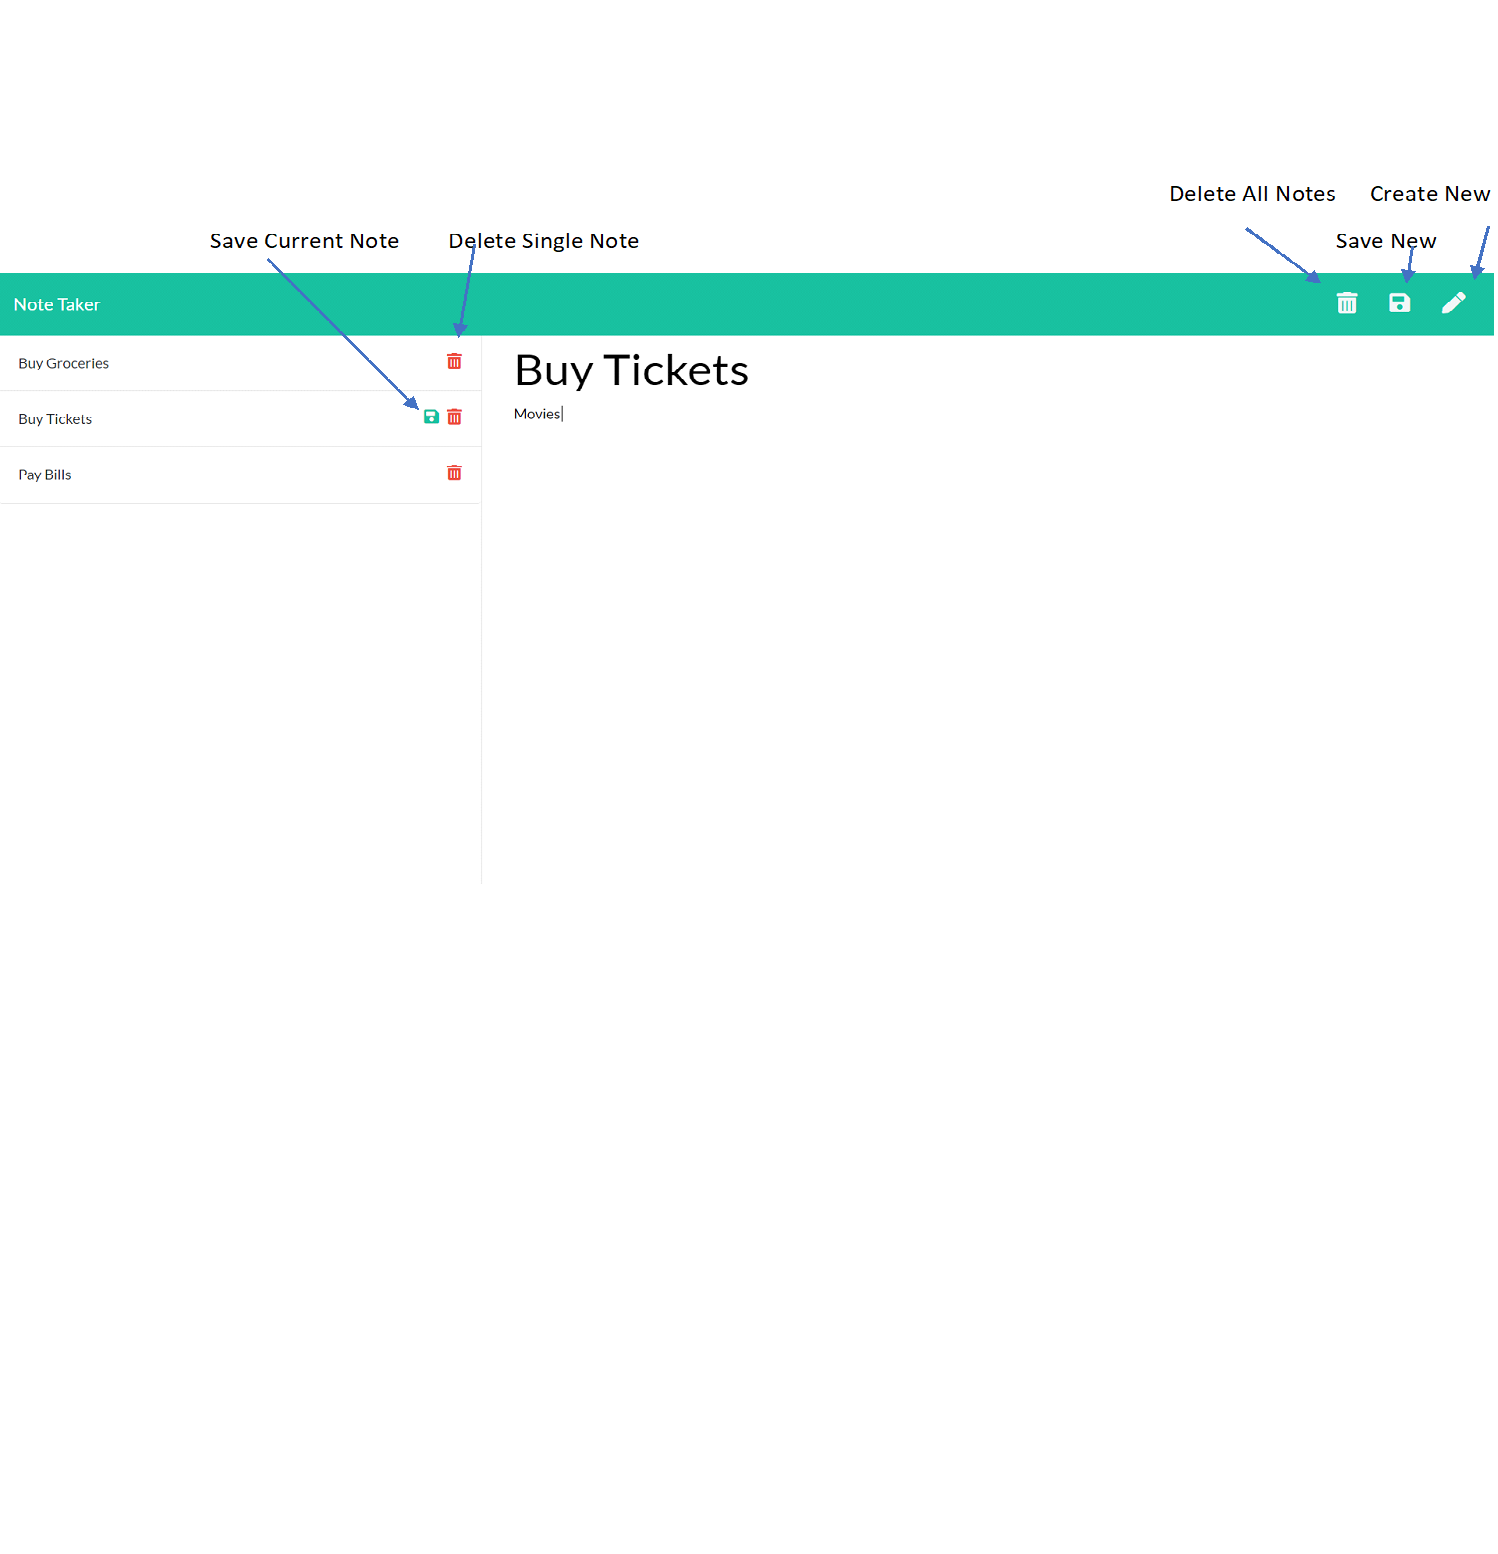 Delete All Notes Create New
Save Current Note Delete Single Note Save New
Note Taker
Buy Groceries
Buy Tickets
Pay Bills
Buy Tickets
Movies